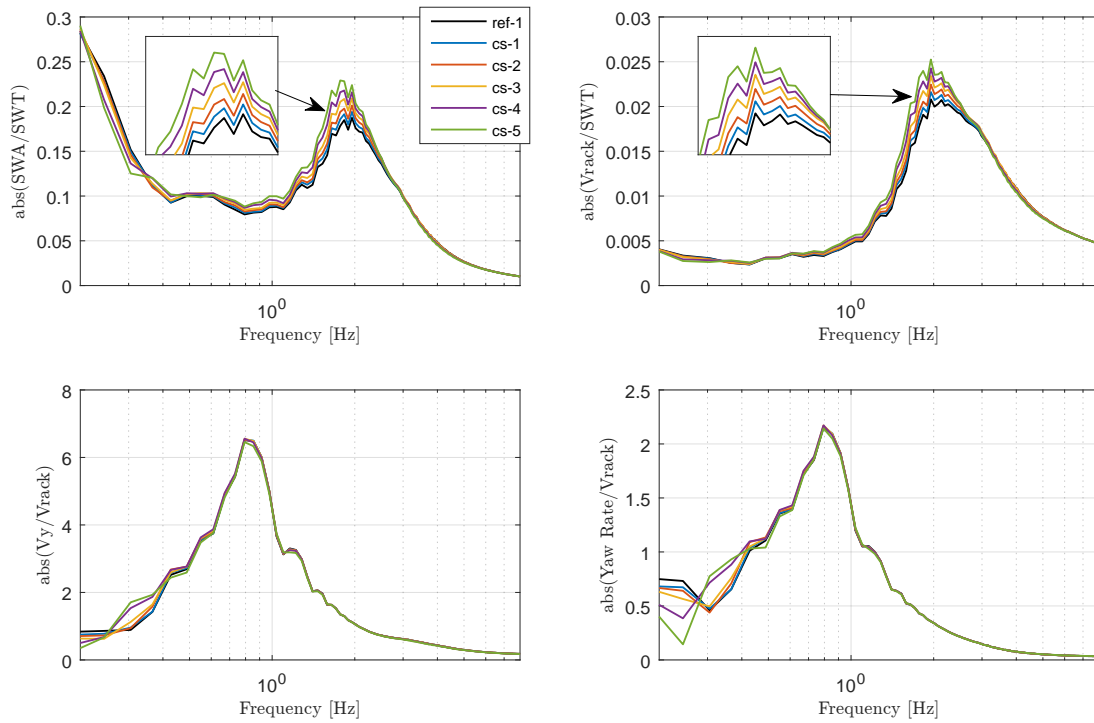 0.3
0.25
0.2
0.15
0.1
0.05
0
abs(SWA/SWT)
10^0
Frequency [Hz]
ref-1
cs-1
cs-2
cs-3
cs-4
cs-5
0.03
0.025
0.02
0.015
0.01
0.005
0
abs(Vrack/SWT)
10^0
Frequency [Hz]
8
6
4
2
0
abs(Vy/Vrack)
10^0
Frequency [Hz]
2.5
2
1.5
1
0.5
0
abs(Yaw Rate/Vrack)
10^0
Frequency [Hz]